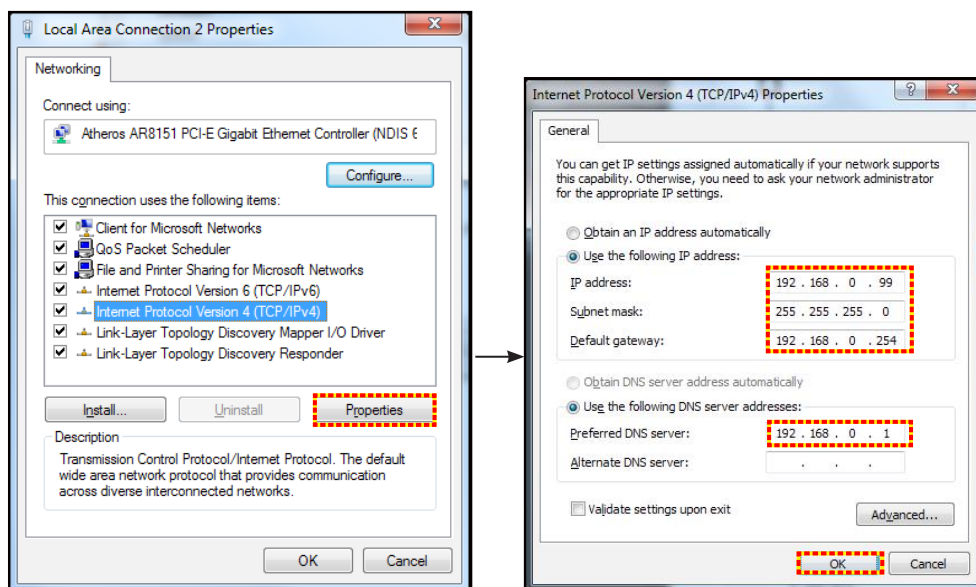 Local Area Connection 2 Properties
Networking
Connect using:
Atheros AR8151 PCI-E Gigabit Ethernet Controller (NDIS 6
Configure...
This connection uses the following items:
Client for Microsoft Networks
QoS Packet Scheduler
File and Printer Sharing for Microsoft Networks
Internet Protocol Version 6 (TCP/IPv6)
Internet Protocol Version 4 (TCP/IPv4)
Link-Layer Topology Discovery Mapper I/O Driver
Link-Layer Topology Discovery Responder
Install...
Uninstall
Properties
Description
Transmission Control Protocol/Internet Protocol. The default
wide area network protocol that provides communication
across diverse interconnected networks.
OK
Cancel
Internet Protocol Version 4 (TCP/IPv4) Properties
General
You can get IP settings assigned automatically if your network supports
this capability. Otherwise, you need to ask your network administrator
for the appropriate IP settings.
Obtain an IP address automatically
Use the following IP address:
IP address: 192 . 168 . 0 . 99
Subnet mask: 255 . 255 . 255 . 0
Default gateway: 192 . 168 . 0 . 254
Obtain DNS server address automatically
Use the following DNS server addresses:
Preferred DNS server: 192 . 168 . 0 . 1
Alternate DNS server: . . .
Validate settings upon exit
Advanced...
OK
Cancel